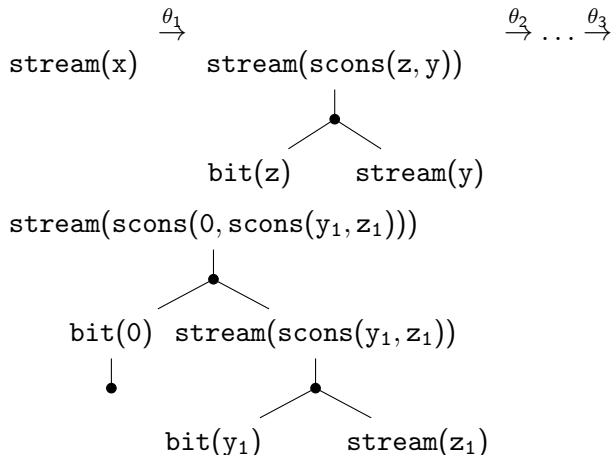 θ₁ θ₂ θ₃
stream(x) → stream(scons(z, y)) → … →
bit(z) stream(y)
stream(scons(0, scons(y₁, z₁)))
bit(0) stream(scons(y₁, z₁))
bit(y₁) stream(z₁)